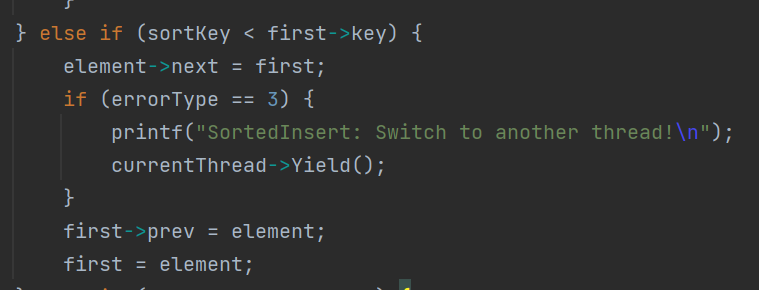 }
} else if (sortKey < first->key) {
element->next = first;
if (errorType == 3) {
printf("SortedInsert: Switch to another thread!\n");
currentThread->Yield();
}
first->prev = element;
first = element;